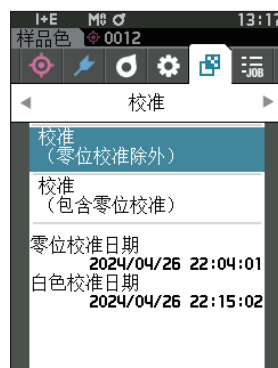 I+E M0 13:17
样品色 0012
-JOB
校准
校准
（零位校准除外）
校准
（包含零位校准）
零位校准日期
2024/04/26 22:04:01
白色校准日期
2024/04/26 22:15:02